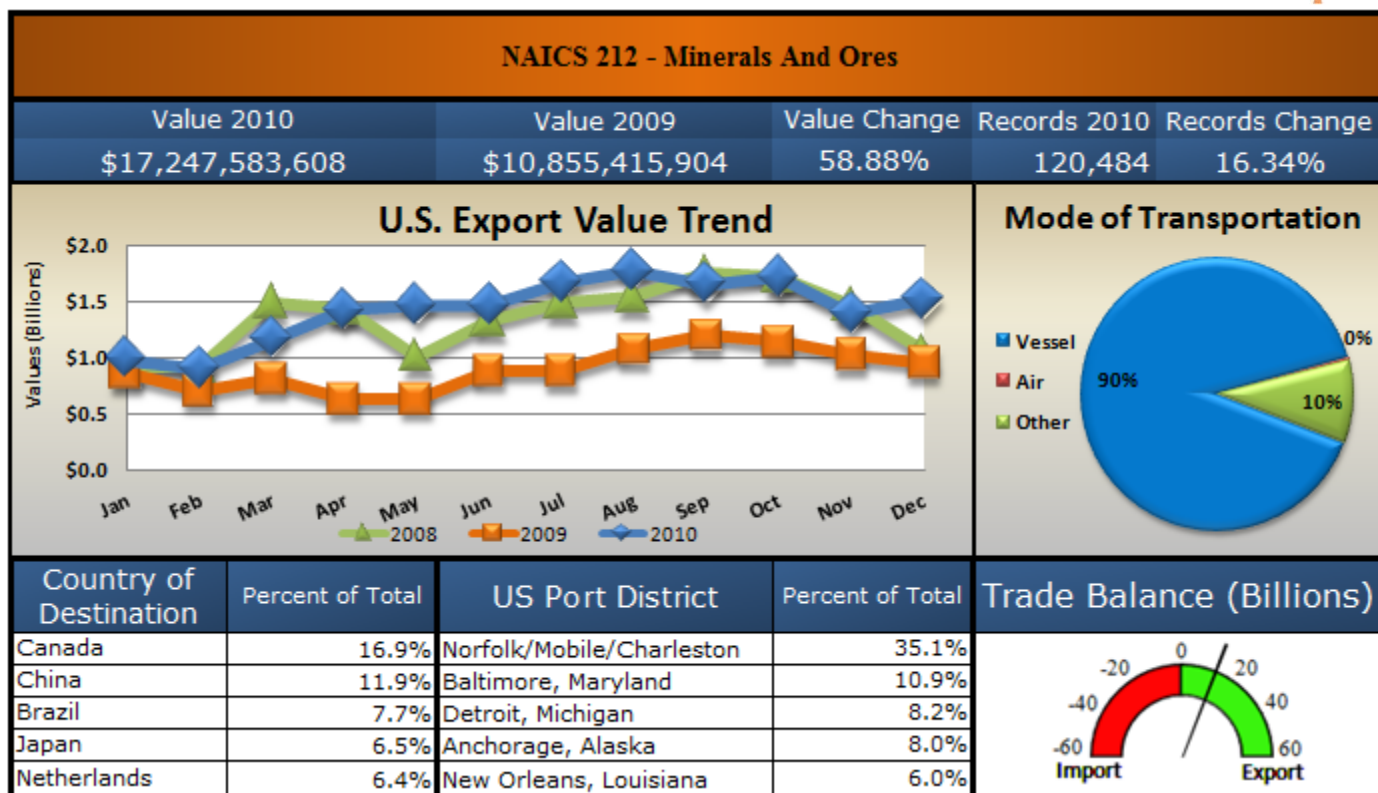 NAICS 212 - Minerals And Ores
Value 2010 Value 2009 Value Change Records 2010 Records Change
$17,247,583,608 $10,855,415,904 58.88% 120,484 16.34%
U.S. Export Value Trend
Values (Billions)
$2.0
$1.5
$1.0
$0.5
$0.0
Jan Feb Mar Apr May Jun Jul Aug Sep Oct Nov Dec
2008 2009 2010
Mode of Transportation
Vessel
Air
Other
90%
0%
10%
Country of Destination Percent of Total US Port District Percent of Total
Canada 16.9% Norfolk/Mobile/Charleston 35.1%
China 11.9% Baltimore, Maryland 10.9%
Brazil 7.7% Detroit, Michigan 8.2%
Japan 6.5% Anchorage, Alaska 8.0%
Netherlands 6.4% New Orleans, Louisiana 6.0%
Trade Balance (Billions)
-60 -40 -20 0 20 40 60
Import Export